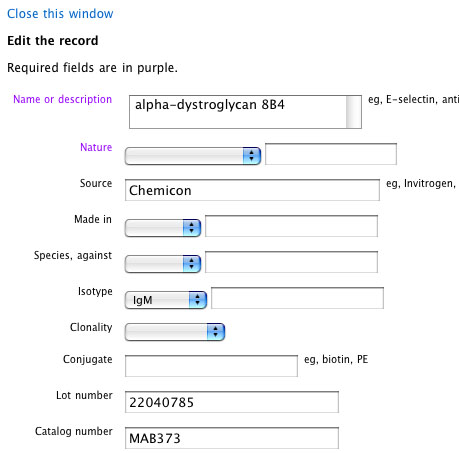 Close this window
Edit the record
Required fields are in purple.
Name or description alpha-dystroglycan 8B4 eg, E-selectin, anti
Nature
Source Chemicon eg, Invitrogen,
Made in
Species, against
Isotype IgM
Clonality
Conjugate eg, biotin, PE
Lot number 22040785
Catalog number MAB373